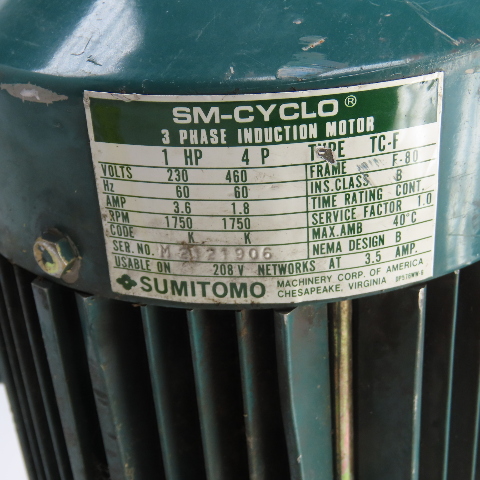 SM-CYCLO®
3 PHASE INDUCTION MOTOR
1 HP 4 P TYPE TC-F
VOLTS 230 460 FRAME F-80
Hz 60 60 INS.CLASS B
AMP 3.6 1.8 TIME RATING CONT.
RPM 1750 1750 SERVICE FACTOR 1.0
CODE K K MAX.AMB 40°C
SER. NO. NEMA DESIGN B
USABLE ON 208 V NETWORKS AT 3.5 AMP.
SUMITOMO MACHINERY CORP. OF AMERICA
CHESAPEAKE, VIRGINIA